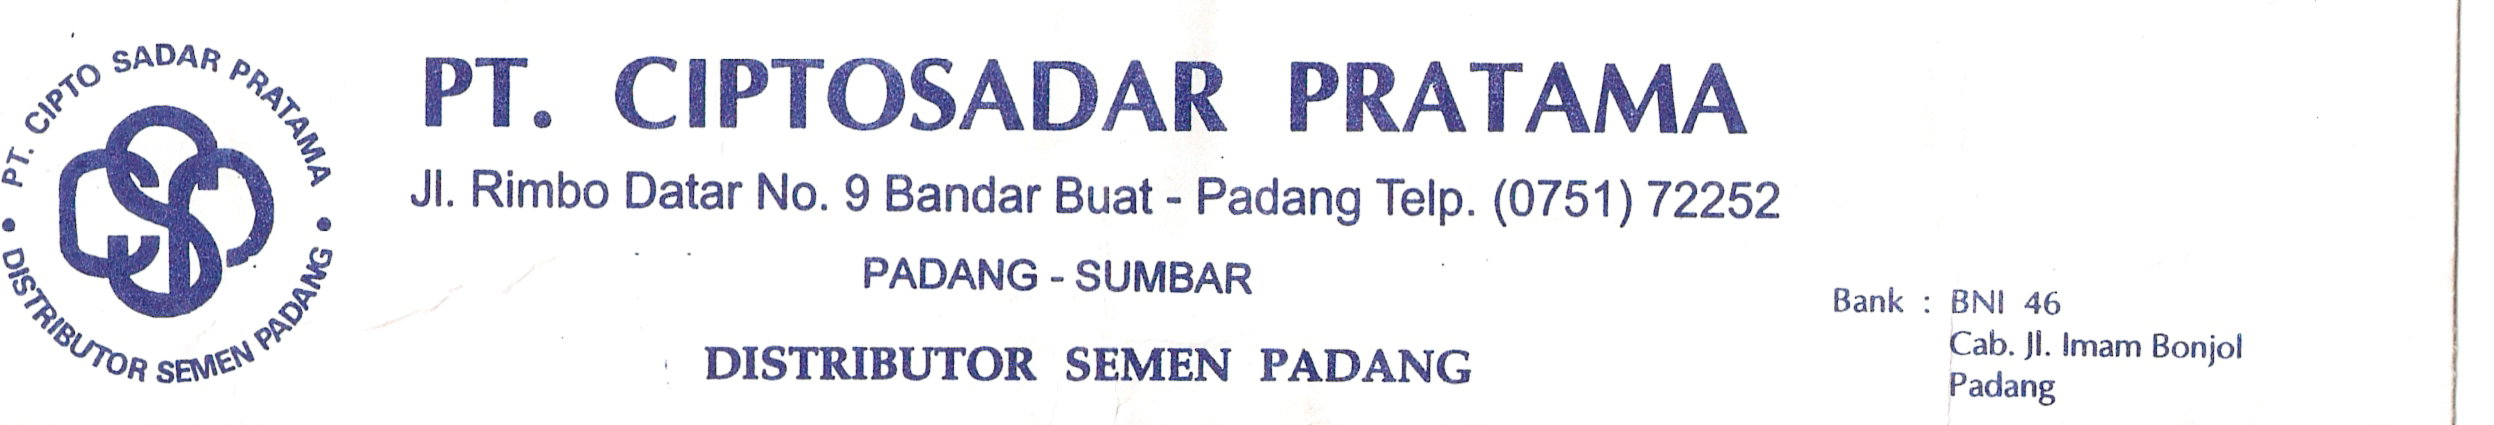 PT. CIPTO SADAR PRATAMA
• DISTRIBUTOR SEMEN PADANG •
PT. CIPTOSADAR PRATAMA
Jl. Rimbo Datar No. 9 Bandar Buat - Padang Telp. (0751) 72252
PADANG - SUMBAR
DISTRIBUTOR SEMEN PADANG
Bank : BNI 46
Cab. Jl. Imam Bonjol
Padang